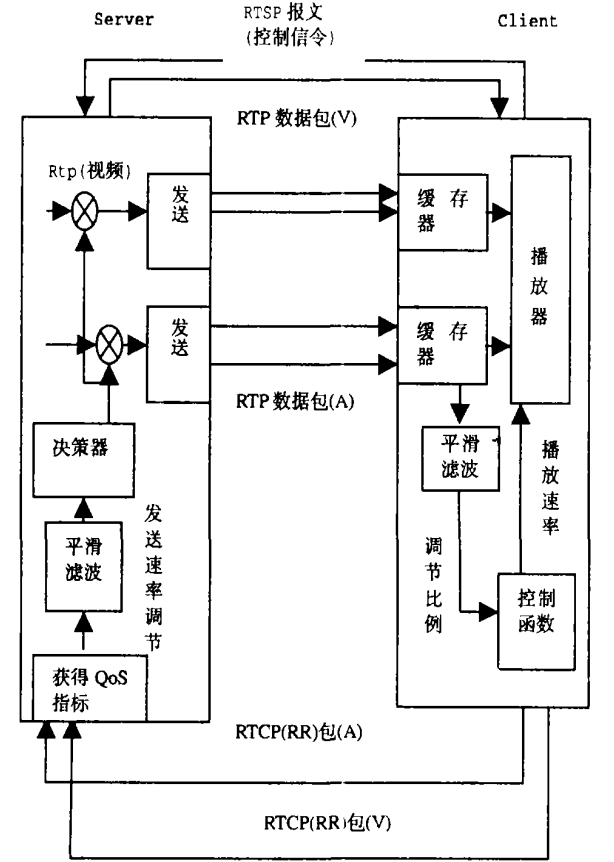 Server
RTSP 报文
(控制信令)
Client
RTP 数据包(V)
Rtp(视频)
发送
缓存器
播放器
发送
缓存器
RTP 数据包(A)
决策器
平滑
滤波
播放速率
发送速率调节
平滑
滤波
调节比例
控制
函数
获得 QoS
指标
RTCP(RR)包(A)
RTCP(RR)包(V)